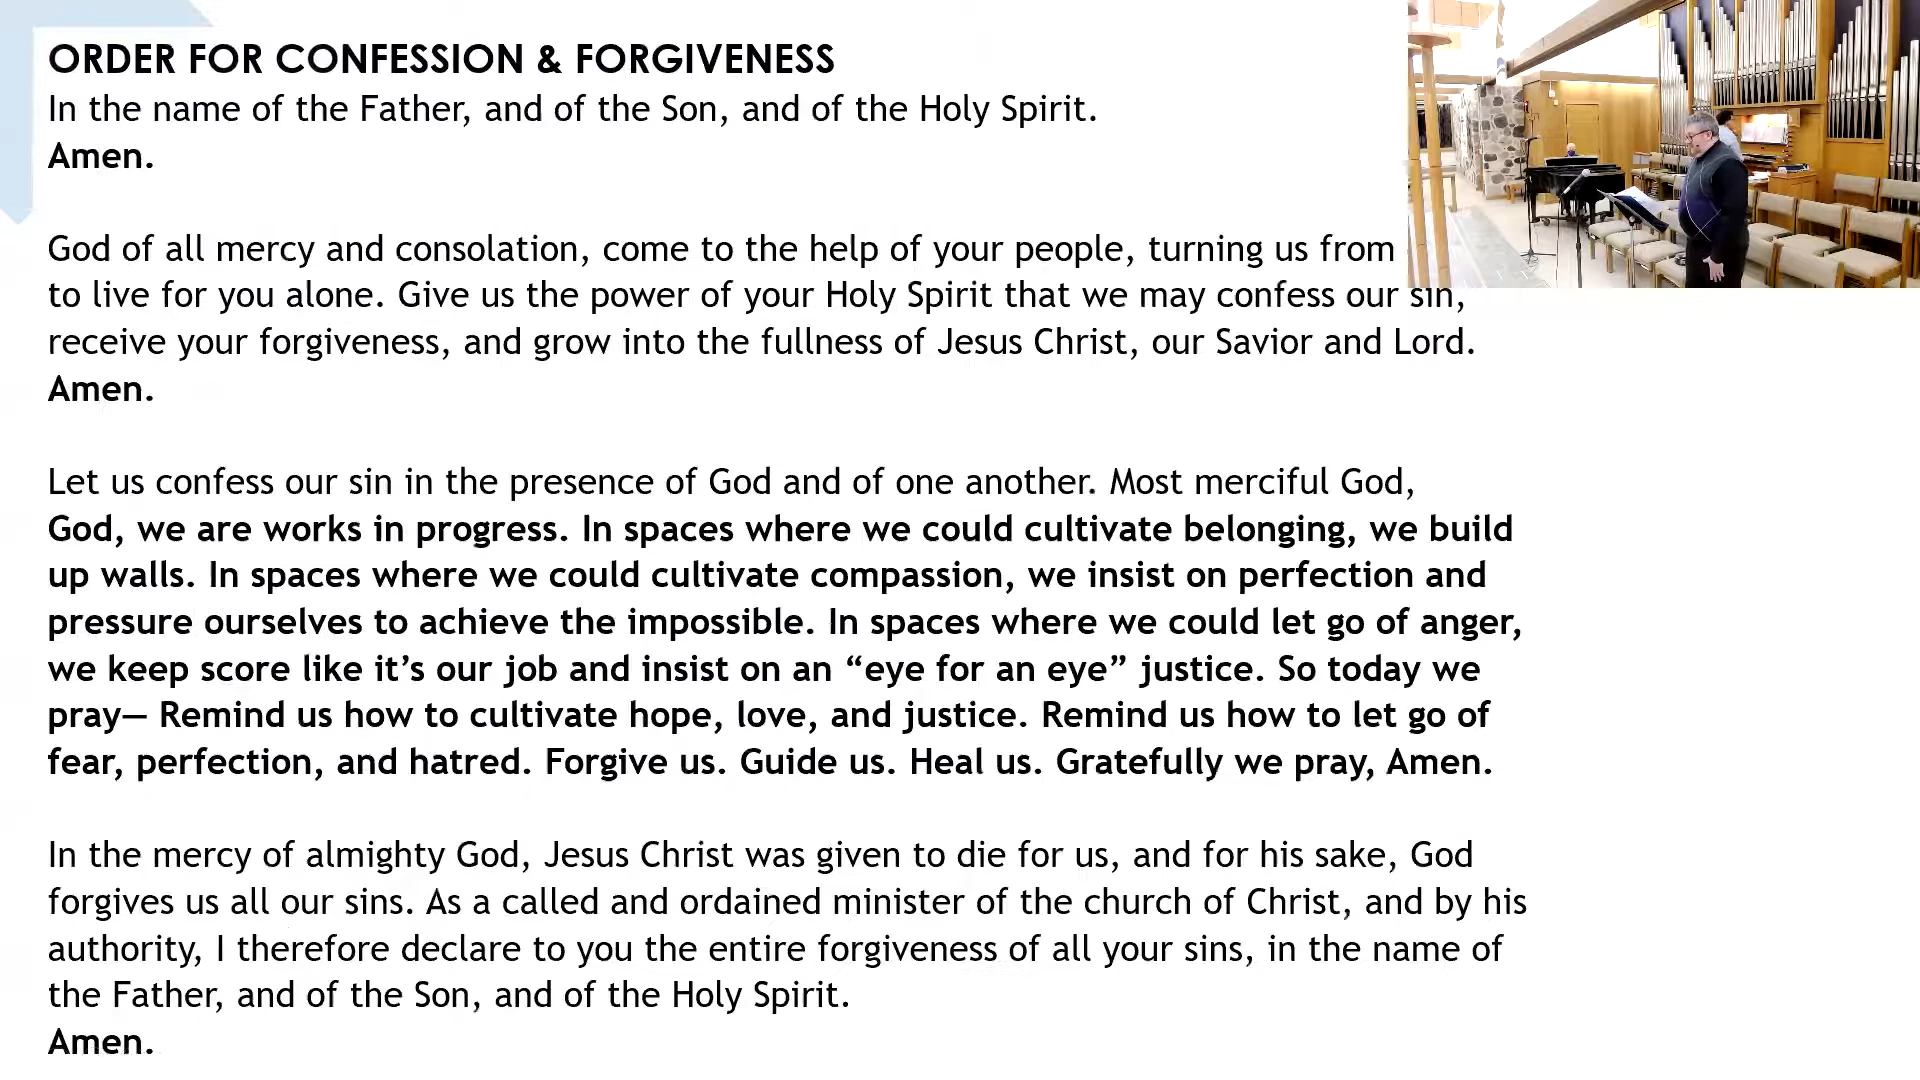 ORDER FOR CONFESSION & FORGIVENESS
In the name of the Father, and of the Son, and of the Holy Spirit.
Amen.
God of all mercy and consolation, come to the help of your people, turning us from
to live for you alone. Give us the power of your Holy Spirit that we may confess our sin,
receive your forgiveness, and grow into the fullness of Jesus Christ, our Savior and Lord.
Amen.
Let us confess our sin in the presence of God and of one another. Most merciful God,
God, we are works in progress. In spaces where we could cultivate belonging, we build
up walls. In spaces where we could cultivate compassion, we insist on perfection and
pressure ourselves to achieve the impossible. In spaces where we could let go of anger,
we keep score like it’s our job and insist on an “eye for an eye” justice. So today we
pray— Remind us how to cultivate hope, love, and justice. Remind us how to let go of
fear, perfection, and hatred. Forgive us. Guide us. Heal us. Gratefully we pray, Amen.
In the mercy of almighty God, Jesus Christ was given to die for us, and for his sake, God
forgives us all our sins. As a called and ordained minister of the church of Christ, and by his
authority, I therefore declare to you the entire forgiveness of all your sins, in the name of
the Father, and of the Son, and of the Holy Spirit.
Amen.